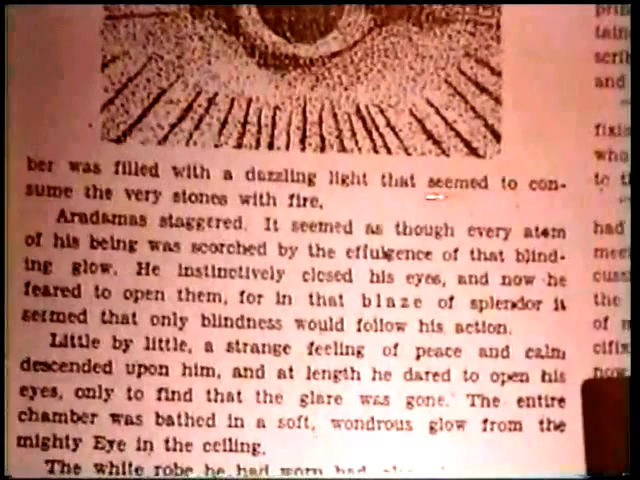 ber was filled with a dazzling light that seemed to con-
sume the very stones with fire.
Aradamas staggered. It seemed as though every atom
of his being was scorched by the effulgence of that blind-
ing glow. He instinctively closed his eyes, and now he
feared to open them, for in that blaze of splendor it
seemed that only blindness would follow his action.
Little by little, a strange feeling of peace and calm
descended upon him, and at length he dared to open his
eyes, only to find that the glare was gone. The entire
chamber was bathed in a soft, wondrous glow from the
mighty Eye in the ceiling.
The white robe he had worn had
and
who
to
had
the
of